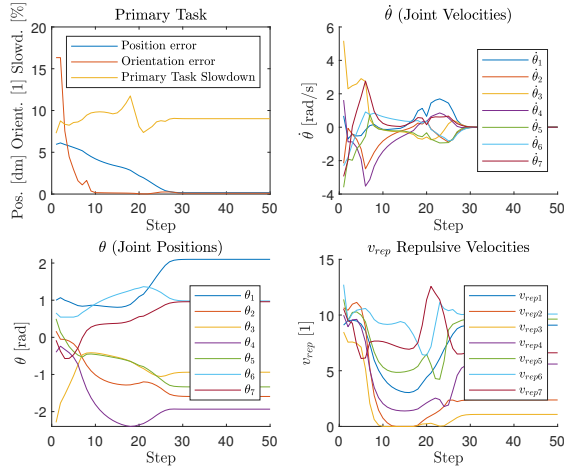 Primary Task
Pos. [dm] Orient. [1] Slowd. [%]
20
15
10
5
0
Position error
Orientation error
Primary Task Slowdown
0 10 20 30 40 50
Step
θ̇ (Joint Velocities)
θ̇ [rad/s]
6
4
2
0
-2
-4
θ̇1
θ̇2
θ̇3
θ̇4
θ̇5
θ̇6
θ̇7
0 10 20 30 40 50
Step
θ (Joint Positions)
θ [rad]
2
1
0
-1
-2
θ1
θ2
θ3
θ4
θ5
θ6
θ7
0 10 20 30 40 50
Step
vrep Repulsive Velocities
vrep [1]
15
10
5
0
vrep1
vrep2
vrep3
vrep4
vrep5
vrep6
vrep7
0 10 20 30 40 50
Step